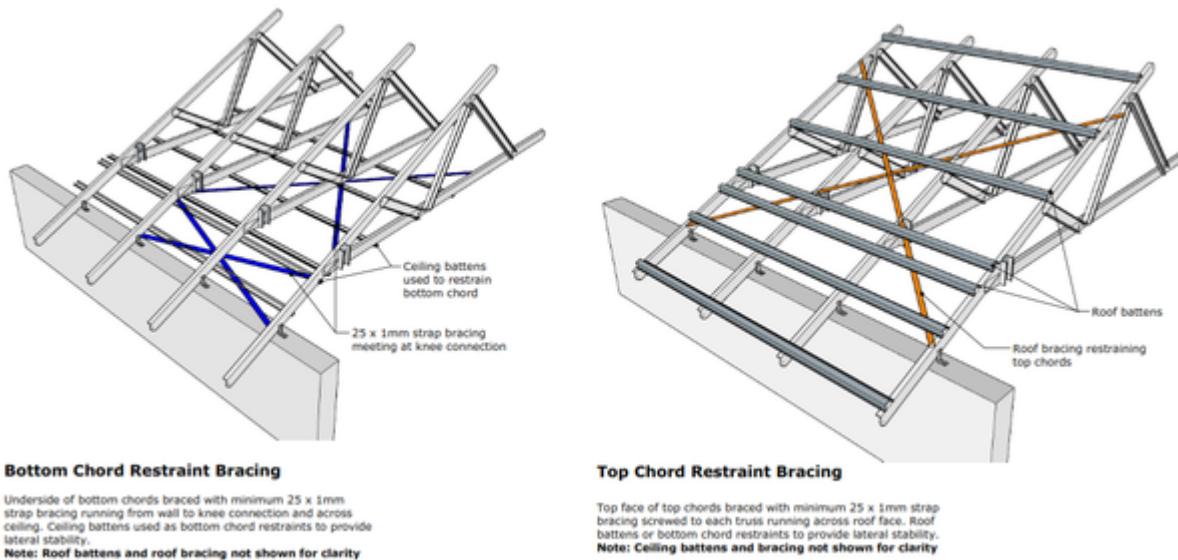 Ceiling battens
used to restrain
bottom chord
25 x 1mm strap bracing
meeting at knee connection
Bottom Chord Restraint Bracing
Underside of bottom chords braced with minimum 25 x 1mm
strap bracing running from wall to knee connection and across
ceiling. Ceiling battens used as bottom chord restraints to provide
lateral stability.
Note: Roof battens and roof bracing not shown for clarity
Roof battens
Roof bracing restraining
top chords
Top Chord Restraint Bracing
Top face of top chords braced with minimum 25 x 1mm strap
bracing screwed to each truss running across roof face. Roof
battens or bottom chord restraints to provide lateral stability.
Note: Ceiling battens and bracing not shown for clarity